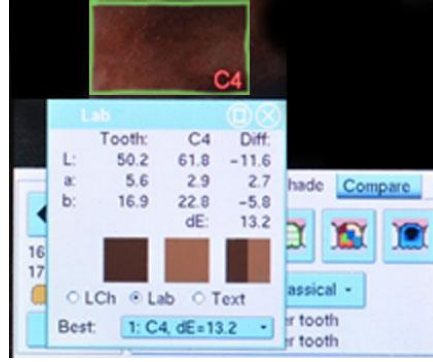 C4
Lab
Tooth: C4 Diff:
L: 50.2 61.8 -11.6
a: 5.6 2.9 2.7
b: 16.9 22.8 -5.8
dE: 13.2
hade Compare
16
17
LCh Lab Text
assical
Best: 1: C4, dE=13.2
er tooth
er tooth